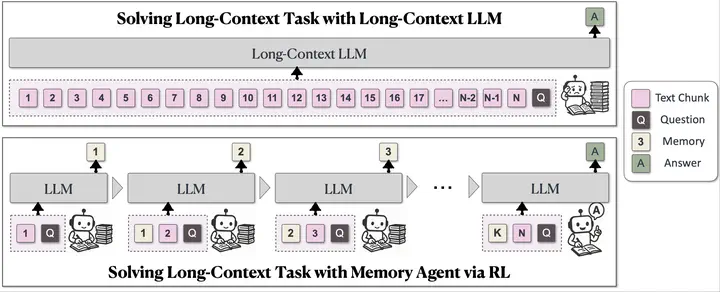 Solving Long-Context Task with Long-Context LLM
A
Long-Context LLM
1 2 3 4 5 6 7 8 9 10 11 12 13 14 15 16 17 ... N-2 N-1 N Q
Text Chunk
Q Question
3 Memory
A Answer
1 2 3 A
LLM LLM LLM ... LLM
1 Q 1 2 Q 2 3 Q K N Q A
Solving Long-Context Task with Memory Agent via RL